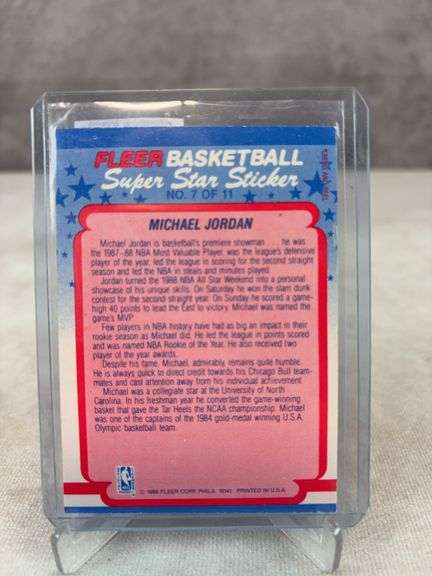 FLEER BASKETBALL
Super Star Sticker
NO. 7 OF 11
MICHAEL JORDAN
Michael Jordan is basketball's premiere showman he was
the 1987-88 NBA Most Valuable Player, was the league's defensive
player of the year, led the league in scoring for the second straight
season and led the NBA in steals and minutes played.
Jordan turned the 1988 NBA All Star Weekend into a personal
showcase of his unique skills. On Saturday he won the slam dunk
contest for the second straight year. On Sunday he scored a game-
high 40 points to lead the East to victory. Michael was named the
game's MVP
Few players in NBA history have had as big an impact in their
rookie season as Michael did. He led the league in points scored
and was named NBA Rookie of the Year. He also received two
player of the year awards.
Despite his fame, Michael, admirably, remains quite humble.
He is always quick to direct credit towards his Chicago Bull team-
mates and cast attention away from his individual achievement
Michael was a collegiate star at the University of North
Carolina. In his freshman year he converted the game-winning
basket that gave the Tar Heels the NCAA championship. Michael
was one of the captains of the 1984 gold-medal winning U.S.A.
Olympic basketball team.
© 1988 FLEER CORP. PHILA. 19141 PRINTED IN U.S.A.